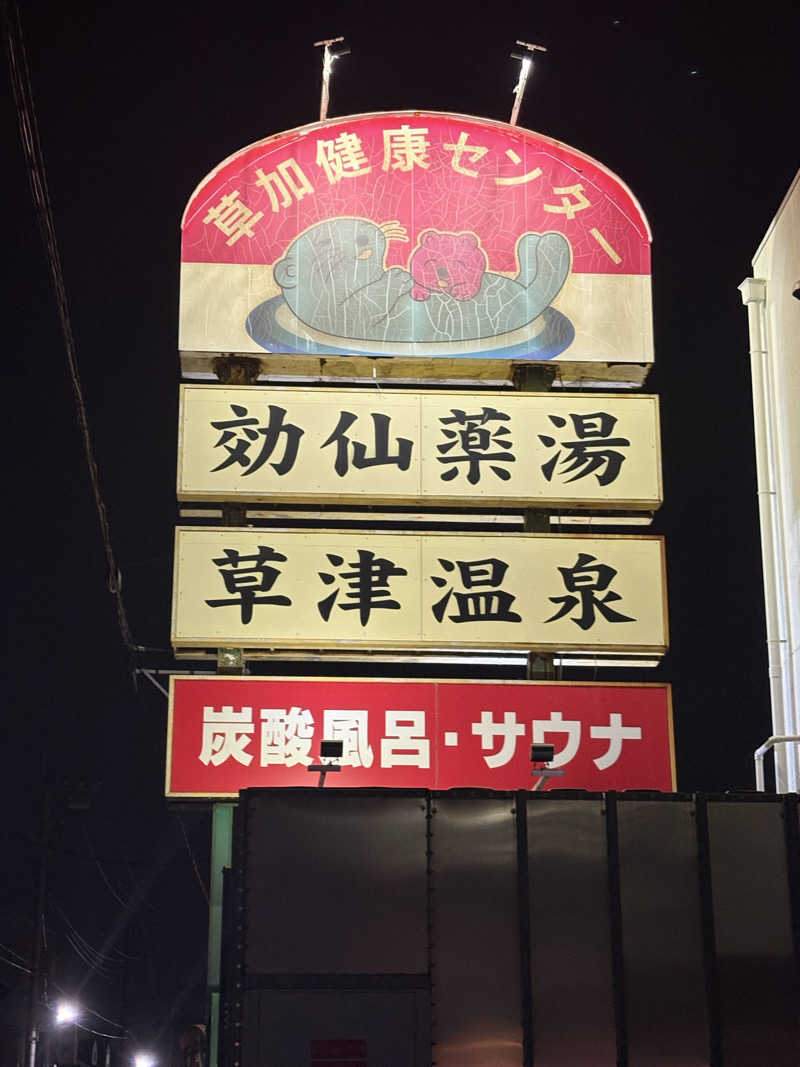 草加健康センター
効仙薬湯
草津温泉
炭酸風呂・サウナ